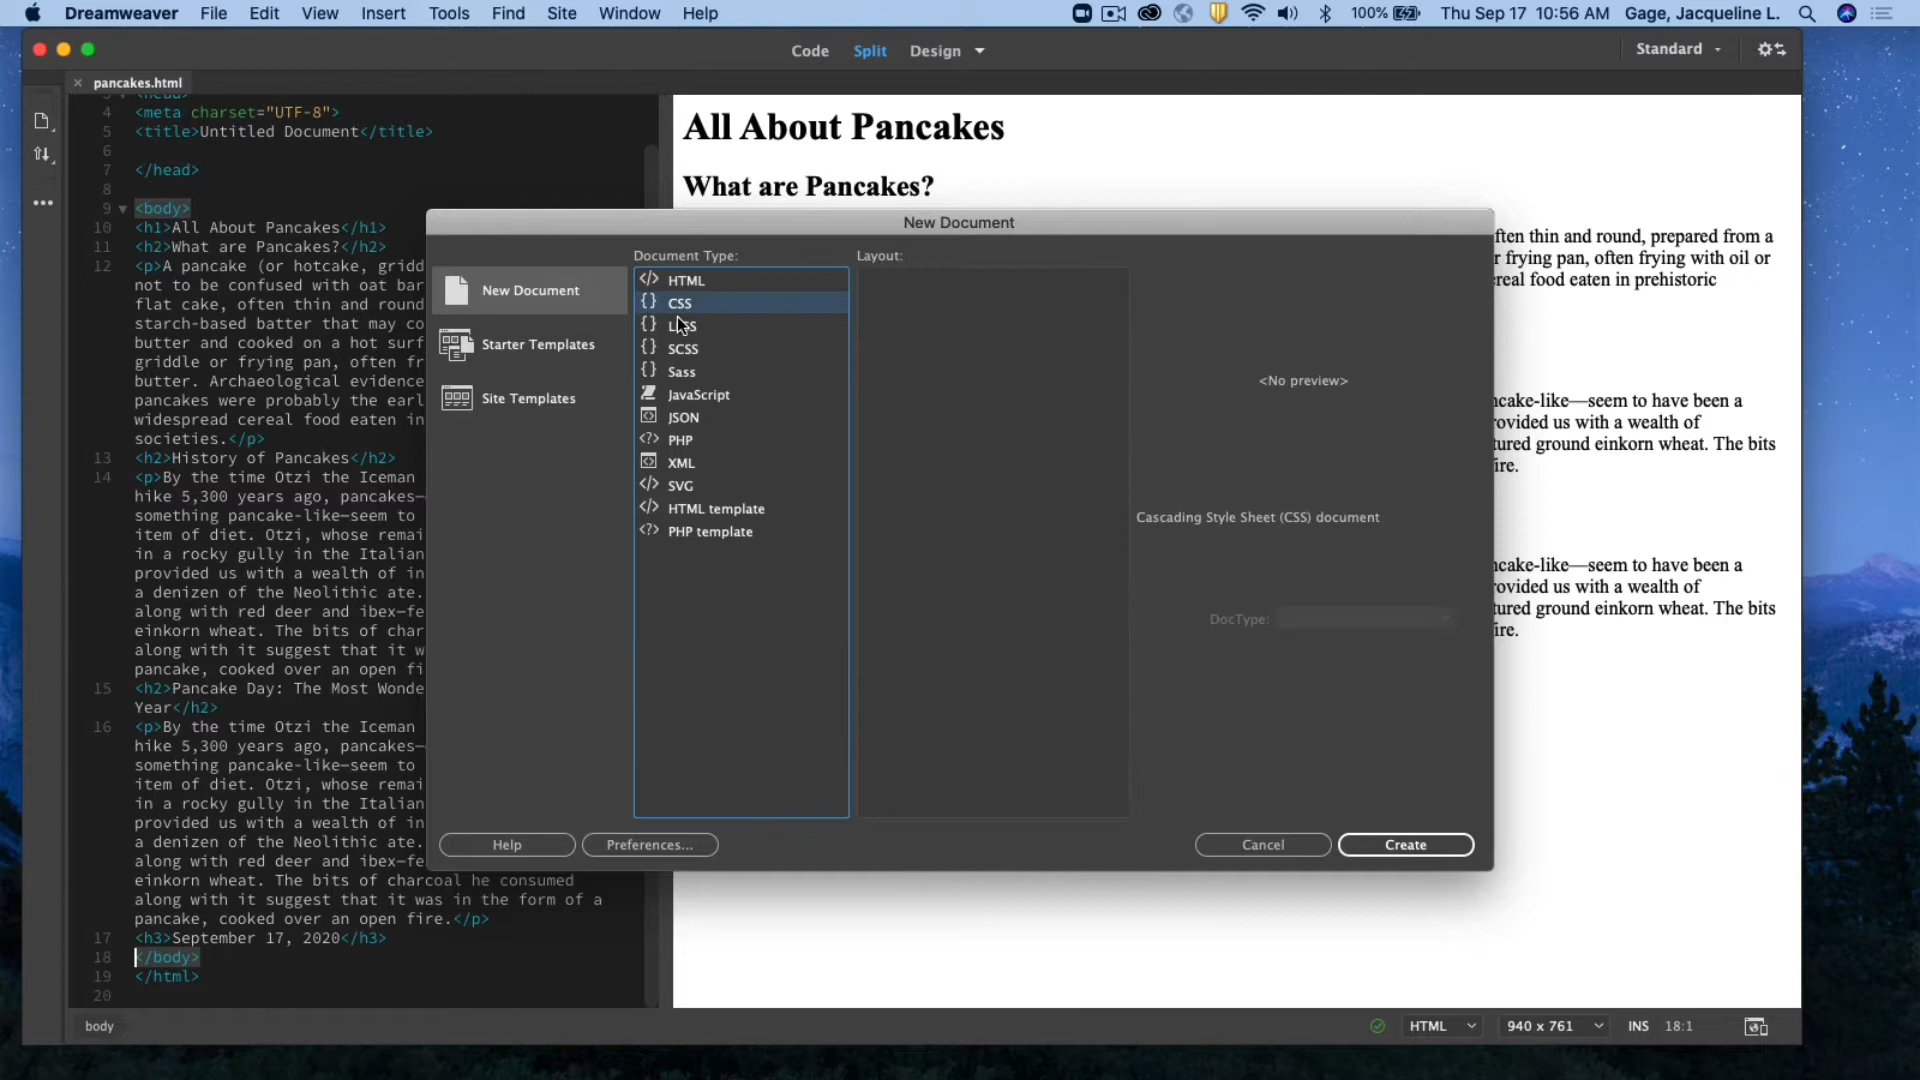 Dreamweaver File Edit View Insert Tools Find Site Window Help 100% Thu Sep 17 10:56 AM Gage, Jacqueline L.
Code Split Design Standard
pancakes.html
3 <head>
4 <meta charset="UTF-8">
5 <title>Untitled Document</title>
6
7 </head>
8
9 <body>
10 <h1>All About Pancakes</h1>
11 <h2>What are Pancakes?</h2>
12 <p>A pancake (or hotcake, gridd
not to be confused with oat bar
flat cake, often thin and round
starch-based batter that may co
butter and cooked on a hot surf
griddle or frying pan, often fr
butter. Archaeological evidence
pancakes were probably the earl
widespread cereal food eaten in
societies.</p>
13 <h2>History of Pancakes</h2>
14 <p>By the time Otzi the Iceman
hike 5,300 years ago, pancakes—
something pancake-like—seem to
item of diet. Otzi, whose remai
in a rocky gully in the Italian
provided us with a wealth of in
a denizen of the Neolithic ate.
along with red deer and ibex—fe
einkorn wheat. The bits of char
along with it suggest that it w
pancake, cooked over an open fi
15 <h2>Pancake Day: The Most Wonde
Year</h2>
16 <p>By the time Otzi the Iceman
hike 5,300 years ago, pancakes—
something pancake-like—seem to
item of diet. Otzi, whose remai
in a rocky gully in the Italian
provided us with a wealth of in
a denizen of the Neolithic ate.
along with red deer and ibex—fe
einkorn wheat. The bits of charcoal he consumed
along with it suggest that it was in the form of a
pancake, cooked over an open fire.</p>
17 <h3>September 17, 2020</h3>
18 </body>
19 </html>
20
All About Pancakes
What are Pancakes?
ften thin and round, prepared from a
r frying pan, often frying with oil or
ereal food eaten in prehistoric
ncake-like—seem to have been a
rovided us with a wealth of
tured ground einkorn wheat. The bits
ire.
ncake-like—seem to have been a
rovided us with a wealth of
tured ground einkorn wheat. The bits
ire.
New Document
New Document
Starter Templates
Site Templates
Document Type:
</> HTML
{} CSS
{} LESS
{} SCSS
{} Sass
JavaScript
JSON
<?> PHP
XML
</> SVG
</> HTML template
<?> PHP template
Layout:
<No preview>
Cascading Style Sheet (CSS) document
DocType:
Help Preferences... Cancel Create
body HTML 940 x 761 INS 18:1